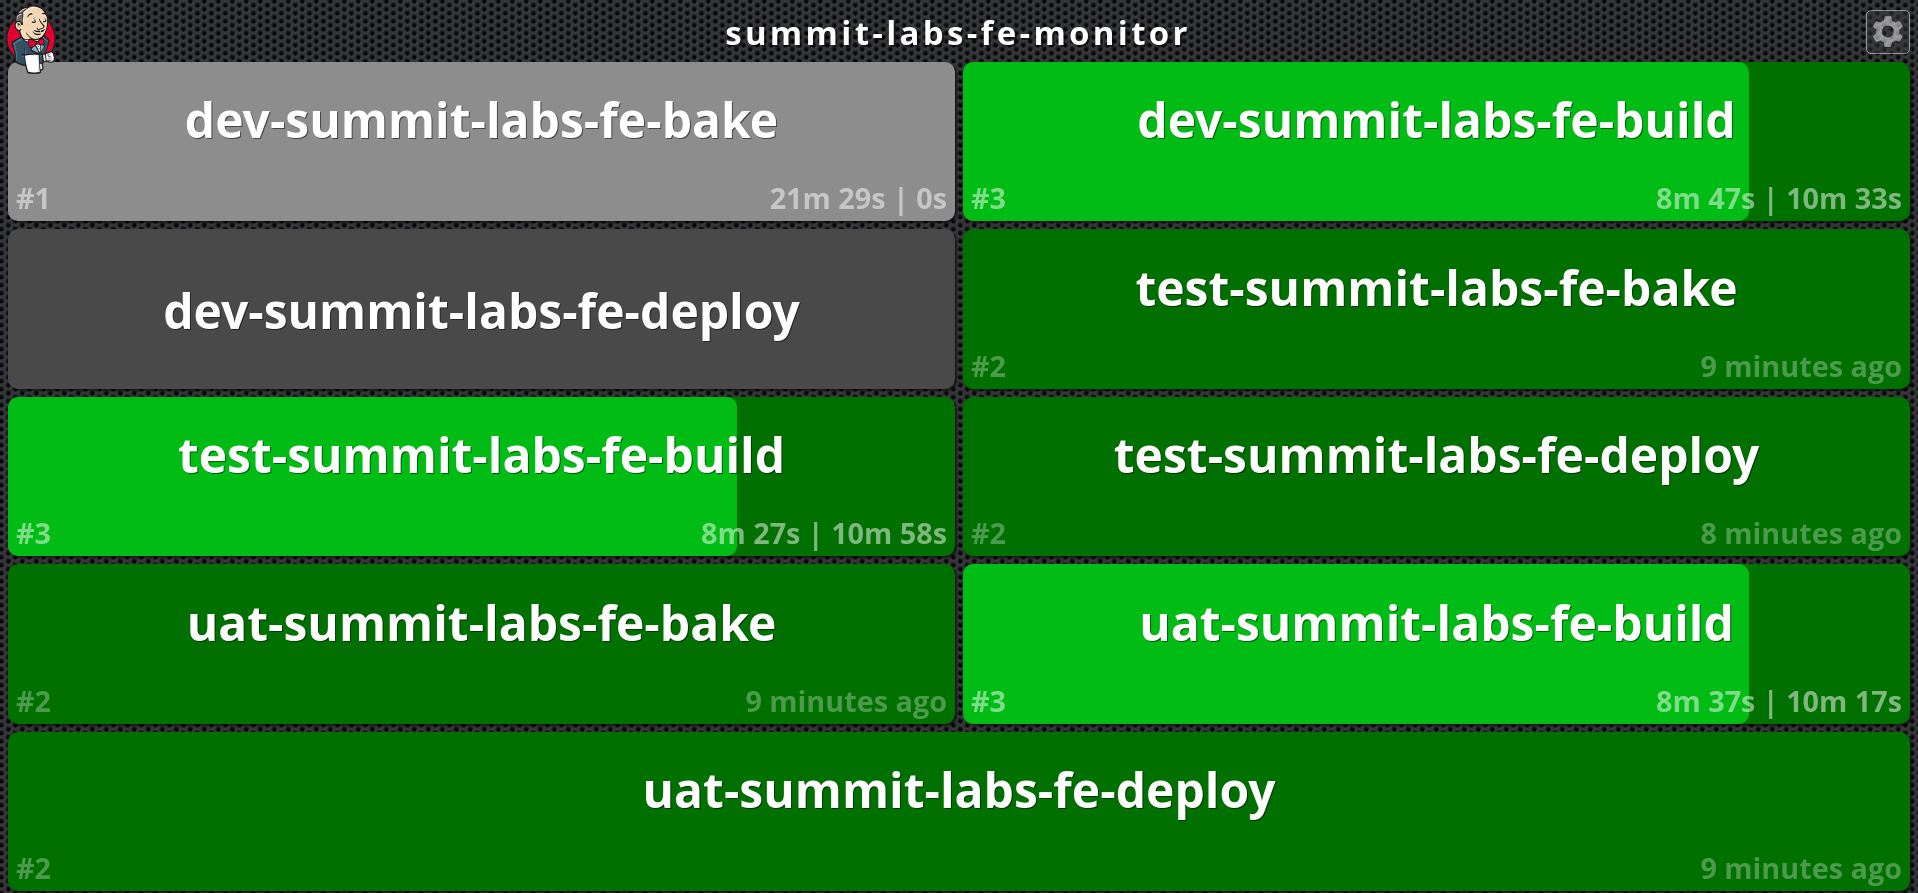 summit-labs-fe-monitor
dev-summit-labs-fe-bake
#1 21m 29s | 0s
dev-summit-labs-fe-build
#3 8m 47s | 10m 33s
dev-summit-labs-fe-deploy
test-summit-labs-fe-bake
#2 9 minutes ago
test-summit-labs-fe-build
#3 8m 27s | 10m 58s
test-summit-labs-fe-deploy
#2 8 minutes ago
uat-summit-labs-fe-bake
#2 9 minutes ago
uat-summit-labs-fe-build
#3 8m 37s | 10m 17s
uat-summit-labs-fe-deploy
#2 9 minutes ago